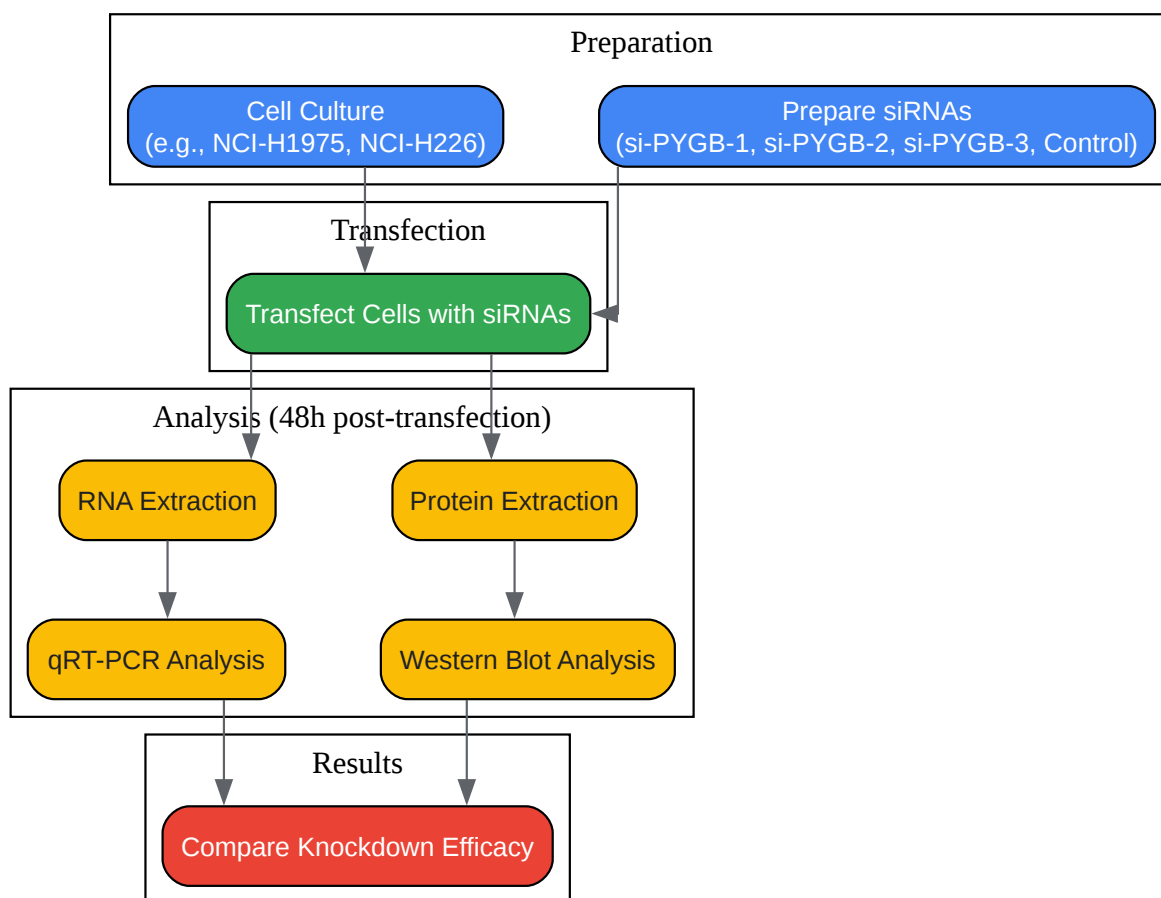 Preparation
Cell Culture
(e.g., NCI-H1975, NCI-H226)
Prepare siRNAs
(si-PYGB-1, si-PYGB-2, si-PYGB-3, Control)
Transfection
Transfect Cells with siRNAs
Analysis (48h post-transfection)
RNA Extraction
Protein Extraction
qRT-PCR Analysis
Western Blot Analysis
Results
Compare Knockdown Efficacy